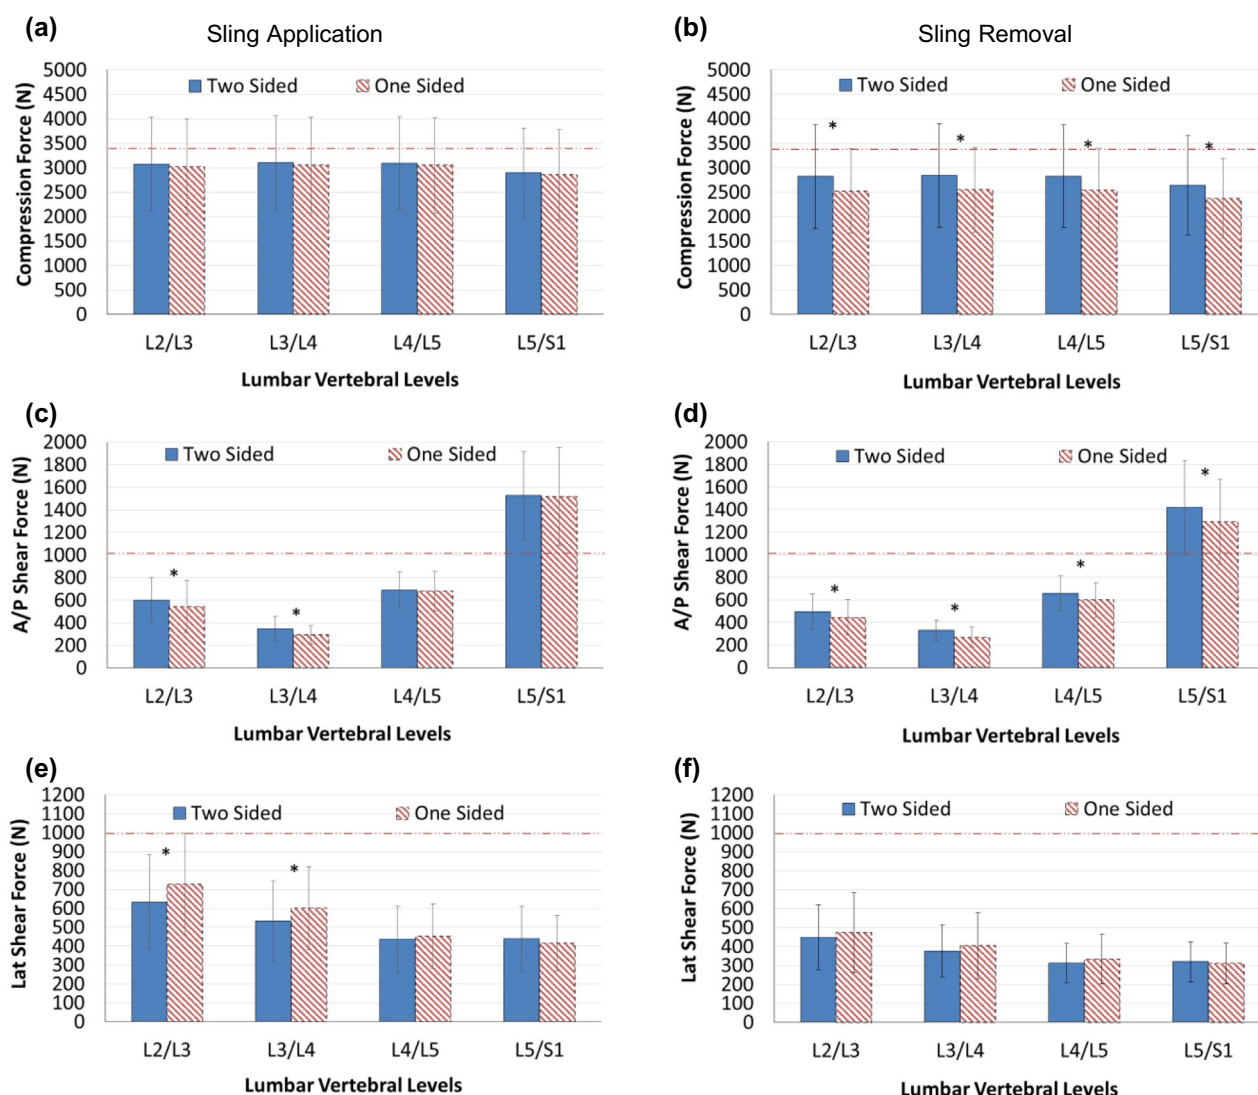 (a) Sling Application
(b) Sling Removal
Compression Force (N)
5000
4500
4000
3500
3000
2500
2000
1500
1000
500
0
Two Sided One Sided
* * * *
L2/L3 L3/L4 L4/L5 L5/S1
Lumbar Vertebral Levels
Compression Force (N)
5000
4500
4000
3500
3000
2500
2000
1500
1000
500
0
Two Sided One Sided
L2/L3 L3/L4 L4/L5 L5/S1
Lumbar Vertebral Levels
(c)
A/P Shear Force (N)
2000
1800
1600
1400
1200
1000
800
600
400
200
0
Two Sided One Sided
* *
L2/L3 L3/L4 L4/L5 L5/S1
Lumbar Vertebral Levels
(d)
A/P Shear Force (N)
2000
1800
1600
1400
1200
1000
800
600
400
200
0
Two Sided One Sided
* * * *
L2/L3 L3/L4 L4/L5 L5/S1
Lumbar Vertebral Levels
(e)
Lat Shear Force (N)
1200
1100
1000
900
800
700
600
500
400
300
200
100
0
Two Sided One Sided
* *
L2/L3 L3/L4 L4/L5 L5/S1
Lumbar Vertebral Levels
(f)
Lat Shear Force (N)
1200
1100
1000
900
800
700
600
500
400
300
200
100
0
Two Sided One Sided
L2/L3 L3/L4 L4/L5 L5/S1
Lumbar Vertebral Levels